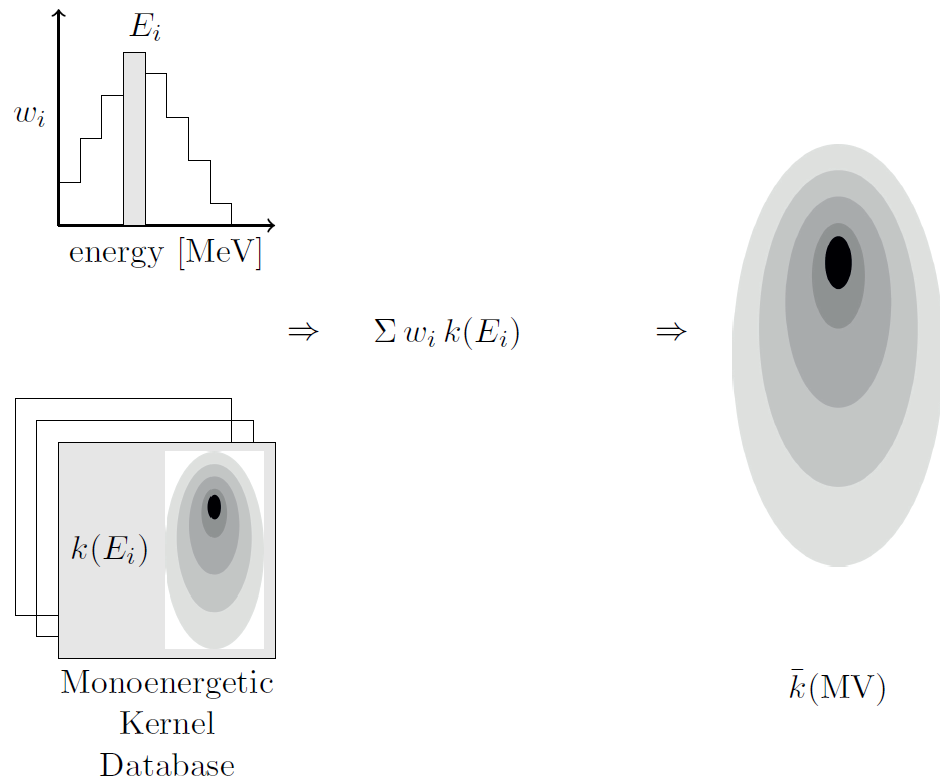 E_i
w_i
energy [MeV]
⇒ Σ w_i k(E_i) ⇒
k(E_i)
Monoenergetic
Kernel
Database
k̄(MV)